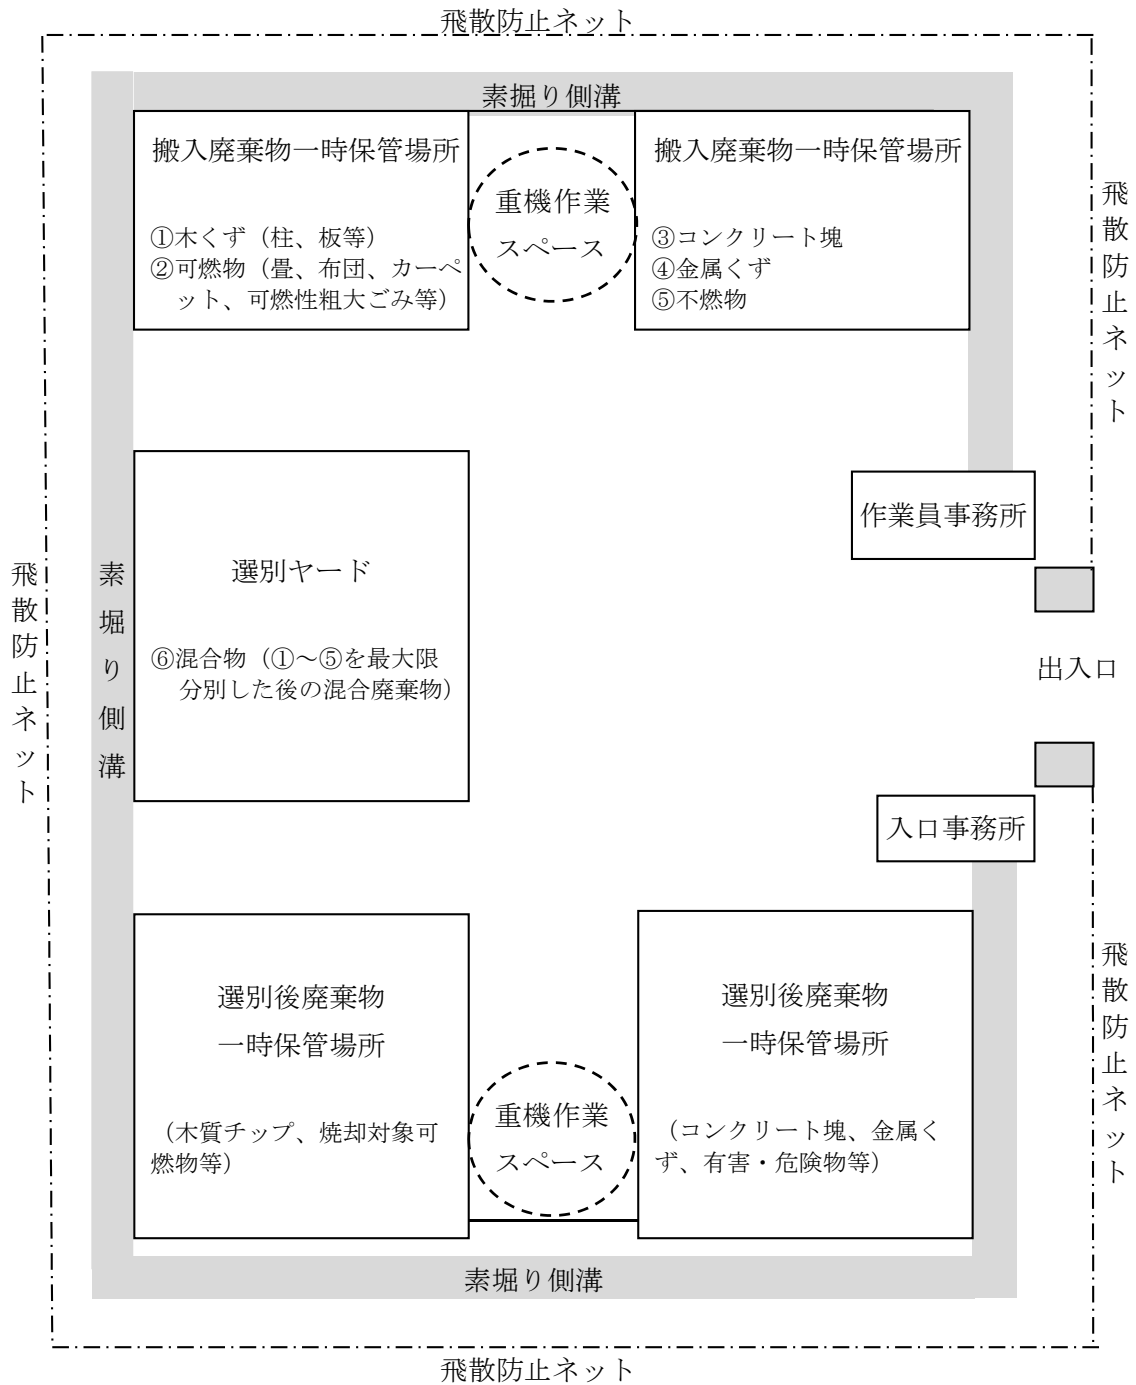 飛散防止ネット
素掘り側溝
搬入廃棄物一時保管場所
①木くず（柱、板等）
②可燃物（畳、布団、カーペ
ット、可燃性粗大ごみ等）
重機作業
スペース
搬入廃棄物一時保管場所
③コンクリート塊
④金属くず
⑤不燃物
飛散防止ネット
作業員事務所
飛散防止ネット
素堀り側溝
選別ヤード
⑥混合物（①～⑤を最大限
分別した後の混合廃棄物）
出入口
入口事務所
選別後廃棄物
一時保管場所
（木質チップ、焼却対象可
燃物等）
重機作業
スペース
選別後廃棄物
一時保管場所
（コンクリート塊、金属く
ず、有害・危険物等）
飛散防止ネット
素堀り側溝
飛散防止ネット